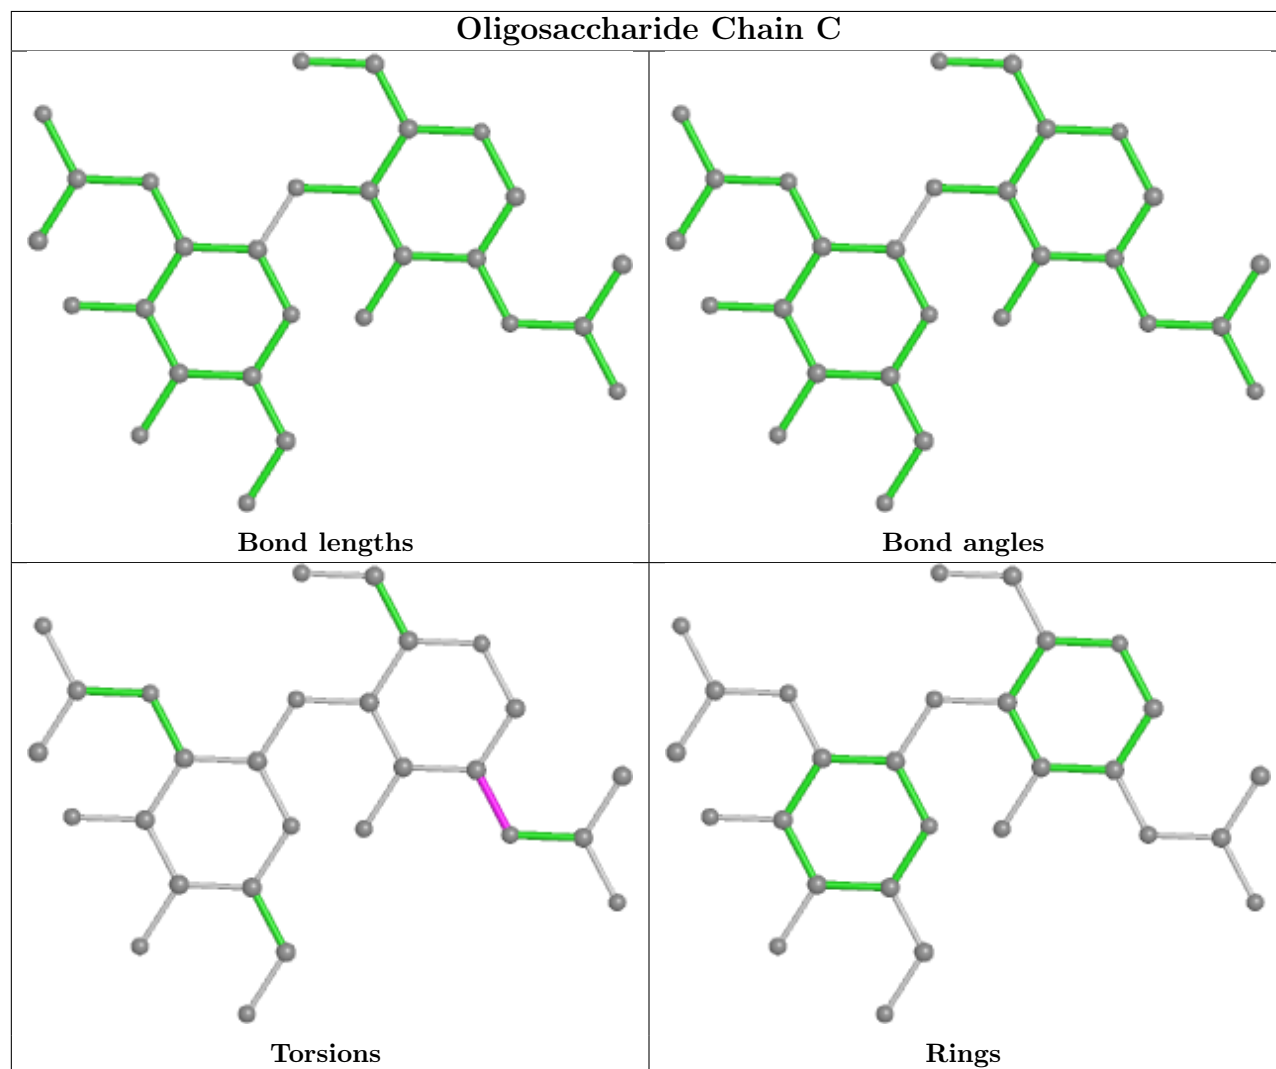 Oligosaccharide Chain C
Bond lengths
Bond angles
Torsions
Rings